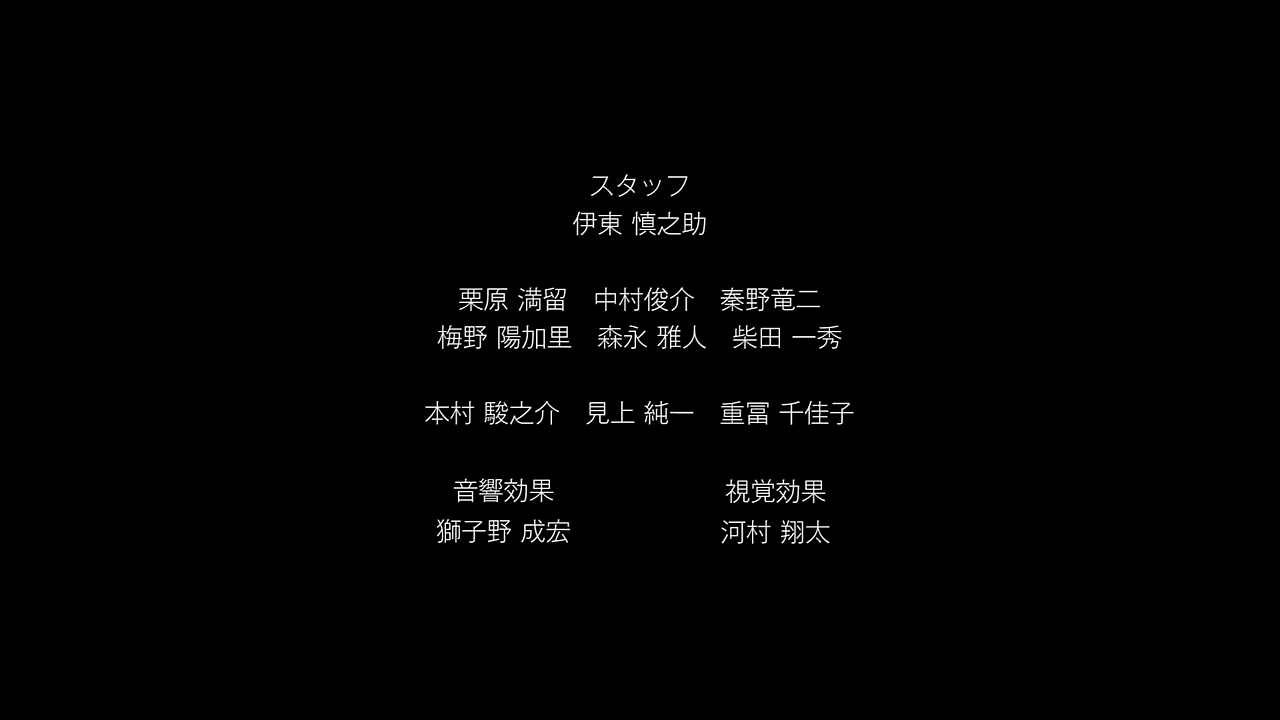 スタッフ
伊東 慎之助
栗原 満留　中村俊介　秦野竜二
梅野 陽加里　森永 雅人　柴田 一秀
本村 駿之介　見上 純一　重冨 千佳子
音響効果　視覚効果
獅子野 成宏　河村 翔太